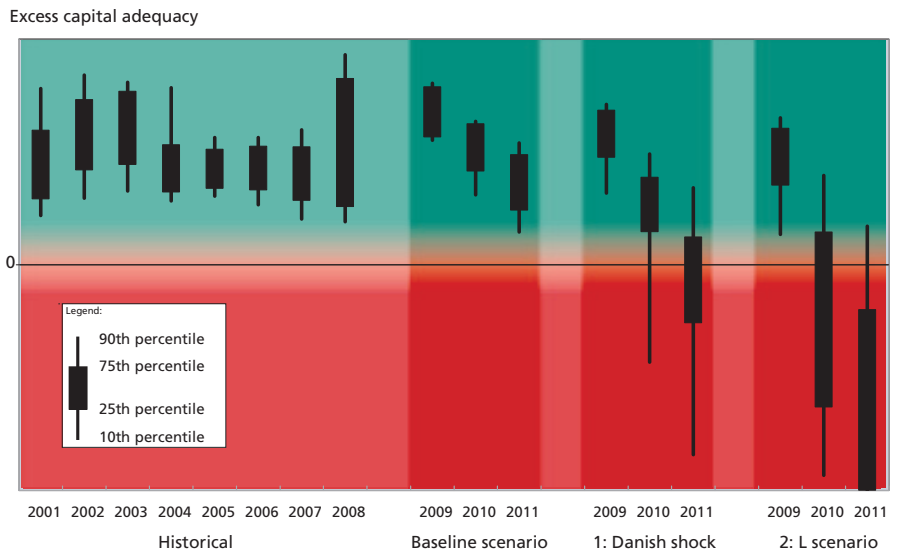 Excess capital adequacy
0
Legend:
90th percentile
75th percentile
25th percentile
10th percentile
2001 2002 2003 2004 2005 2006 2007 2008 2009 2010 2011 2009 2010 2011 2009 2010 2011
Historical Baseline scenario 1: Danish shock 2: L scenario